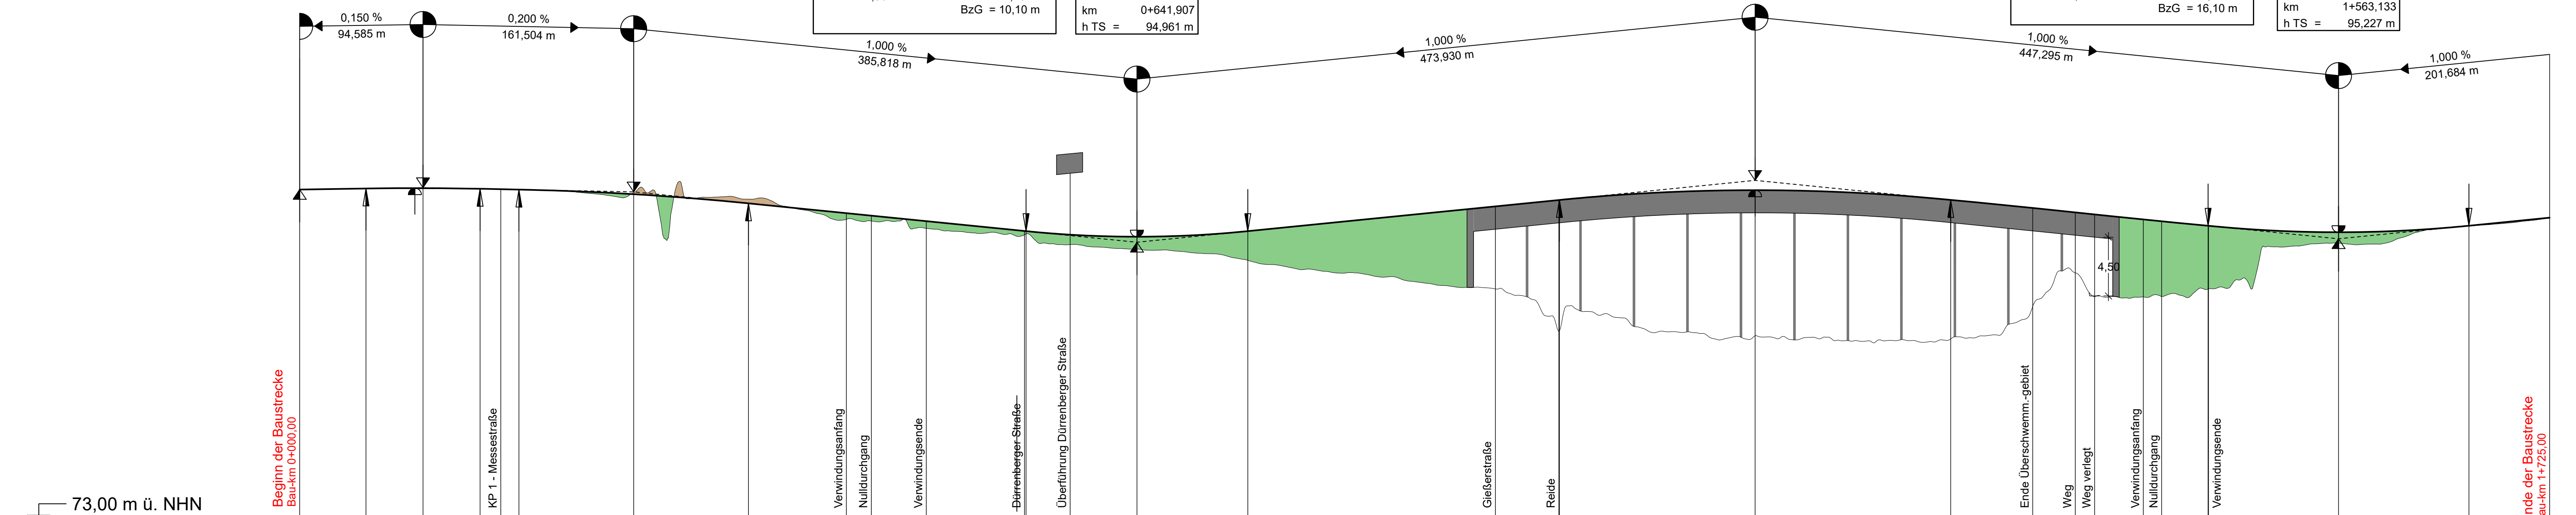 BzG = 10,10 m
km 0+641,907
h TS = 94,961 m
BzG = 16,10 m
km 1+563,133
h TS = 95,227 m
0,150 %
94,585 m
0,200 %
161,504 m
1,000 %
385,818 m
1,000 %
473,930 m
1,000 %
447,295 m
1,000 %
201,684 m
4,50
Beginn der Baustrecke
Bau-km 0+000,00
KP 1 - Messestraße
Verwindungsanfang
Nulldurchgang
Verwindungsende
Dürrenberger Straße
Überführung Dürrenberger Straße
Gießerstraße
Reide
Ende Überschwemm.-gebiet
Weg
Weg verlegt
Verwindungsanfang
Nulldurchgang
Verwindungsende
nde der Baustrecke
au-km 1+725,00
73,00 m ü. NHN